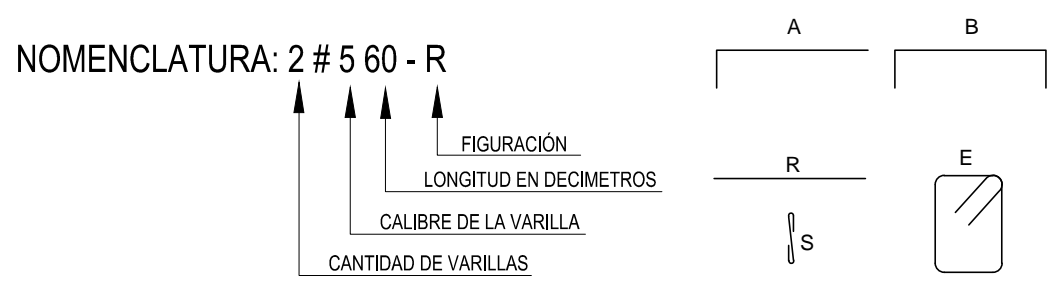 NOMENCLATURA: 2 # 5 60 - R
FIGURACIÓN
LONGITUD EN DECIMETROS
CALIBRE DE LA VARILLA
CANTIDAD DE VARILLAS
A
B
R
E
S